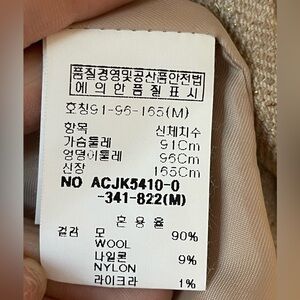 품질경영및공산품안전법
에 의 한 품 질 표 시
호칭91-96-165(M)
항목 신체치수
가슴둘레 91Cm
엉덩이둘레 96Cm
신장 165Cm
NO ACJK5410-0
-341-822(M)
혼 용 율
겉감 모 90%
WOOL
나일론 9%
NYLON
라이크라 1%